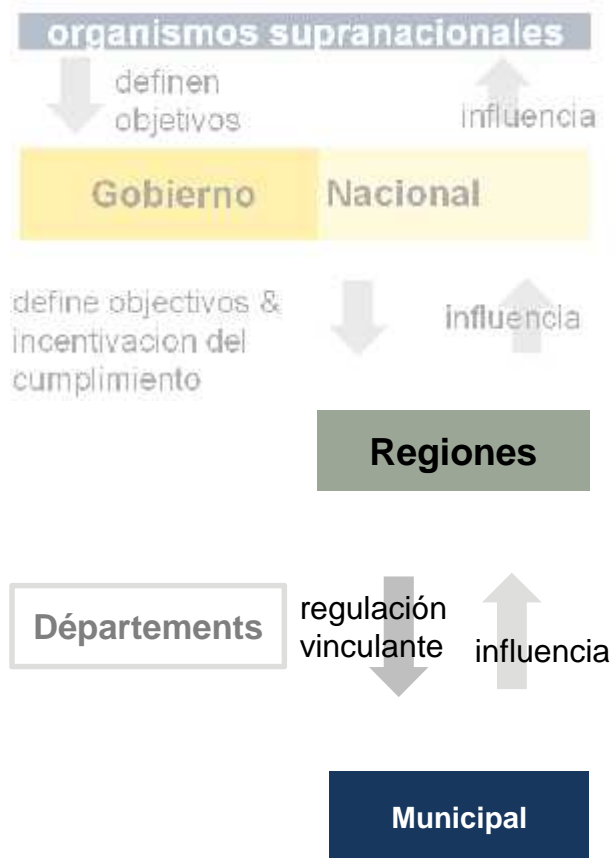 organismos supranacionales
definen
objetivos
influencia
Gobierno Nacional
define objectivos &
incentivacion del
cumplimiento
influencia
Regiones
Départements
regulación
vinculante
influencia
Municipal